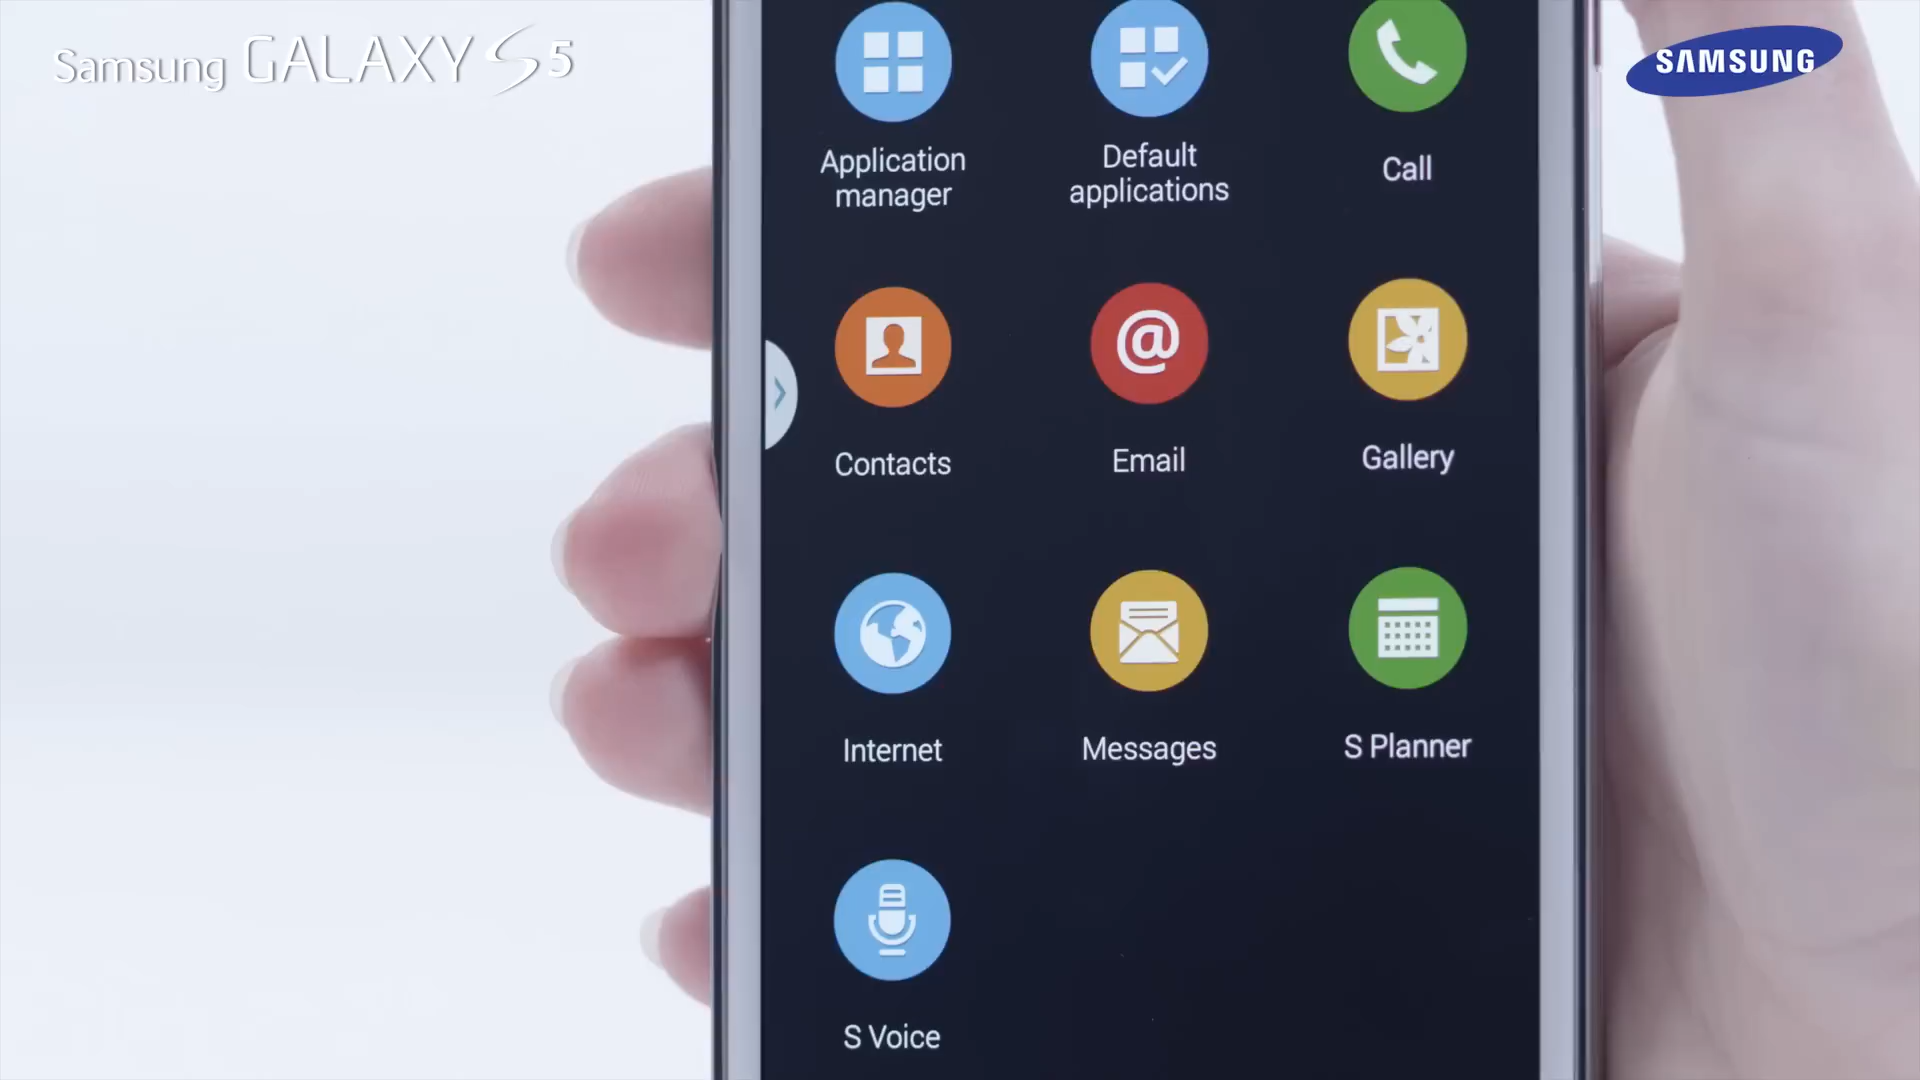 Samsung GALAXY S5
SAMSUNG
Application
manager
Default
applications
Call
Contacts
@
Email
Gallery
Internet
Messages
S Planner
S Voice